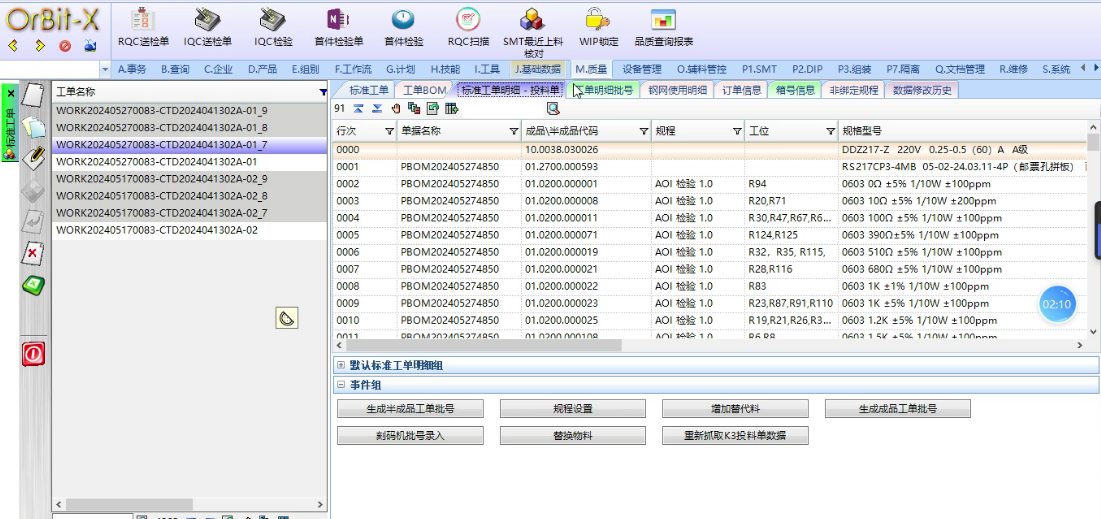 OrBit-X
RQC送检单 IQC送检单 IQC检验 首件检验单 首件检验 RQC扫描 SMT最近上料核对 WIP锁定 品质查询报表
A.事务 B.查询 C.企业 D.产品 E.组别 F.工作流 G.计划 H.技能 I.工具 J.基础数据 M.质量 设备管理 O.辅料管控 P1.SMT P2.DIP P3.组装 P7.隔离 Q.文档管理 R.维修 S.系统
标准工单
工单名称
WORK202405270083-CTD2024041302A-01_9
WORK202405270083-CTD2024041302A-01_8
WORK202405270083-CTD2024041302A-01_7
WORK202405270083-CTD2024041302A-01
WORK202405170083-CTD2024041302A-02_9
WORK202405170083-CTD2024041302A-02_8
WORK202405170083-CTD2024041302A-02_7
WORK202405170083-CTD2024041302A-02
标准工单 工单BOM 标准工单明细 - 投料单 工单明细批号 钢网使用明细 订单信息 箱号信息 非绑定规程 数据修改历史
91
行次 单据名称 成品\半成品代码 规程 工位 规格型号
0000 10.0038.030026 DDZ217-Z 220V 0.25-0.5（60）A A级
0001 PBOM202405274850 01.2700.000593 RS217CP3-4MB 05-02-24.03.11-4P（邮票孔拼板）
0002 PBOM202405274850 01.0200.000001 AOI 检验 1.0 R94 0603 0Ω ±5% 1/10W ±100ppm
0003 PBOM202405274850 01.0200.000008 AOI 检验 1.0 R20,R71 0603 10Ω ±5% 1/10W ±200ppm
0004 PBOM202405274850 01.0200.000011 AOI 检验 1.0 R30,R47,R67,R6... 0603 100Ω ±5% 1/10W ±100ppm
0005 PBOM202405274850 01.0200.000071 AOI 检验 1.0 R124,R125 0603 390Ω±5% 1/10W ±100ppm
0006 PBOM202405274850 01.0200.000019 AOI 检验 1.0 R32，R35, R115, 0603 510Ω ±5% 1/10W ±100ppm
0007 PBOM202405274850 01.0200.000021 AOI 检验 1.0 R28,R116 0603 680Ω ±5% 1/10W ±100ppm
0008 PBOM202405274850 01.0200.000022 AOI 检验 1.0 R83 0603 1K ±1% 1/10W ±100ppm
0009 PBOM202405274850 01.0200.000023 AOI 检验 1.0 R23,R87,R91,R110 0603 1K ±5% 1/10W ±100ppm
0010 PBOM202405274850 01.0200.000025 AOI 检验 1.0 R19,R21,R26,R3... 0603 1.2K ±5% 1/10W ±100ppm
0011 PBOM202405274850 01.0200.000108 AOI 检验 1.0 R6,R8 0603 1.5K ±5% 1/10W ±100ppm
02:10
默认标准工单明细组
事件组
生成半成品工单批号 规程设置 增加替代料 生成成品工单批号
刻码机批号录入 替换物料 重新抓取K3投料单数据